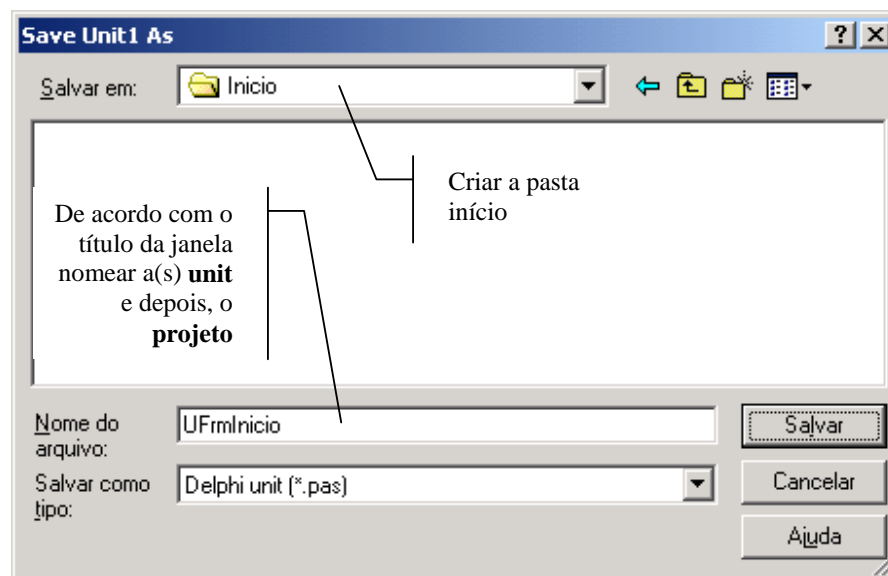 Save Unit1 As
Salvar em:
Inicio
Criar a pasta
início
De acordo com o
título da janela
nomear a(s) unit
e depois, o
projeto
Nome do
arquivo:
UFrmInicio
Salvar
Salvar como
tipo:
Delphi unit (*.pas)
Cancelar
Ajuda